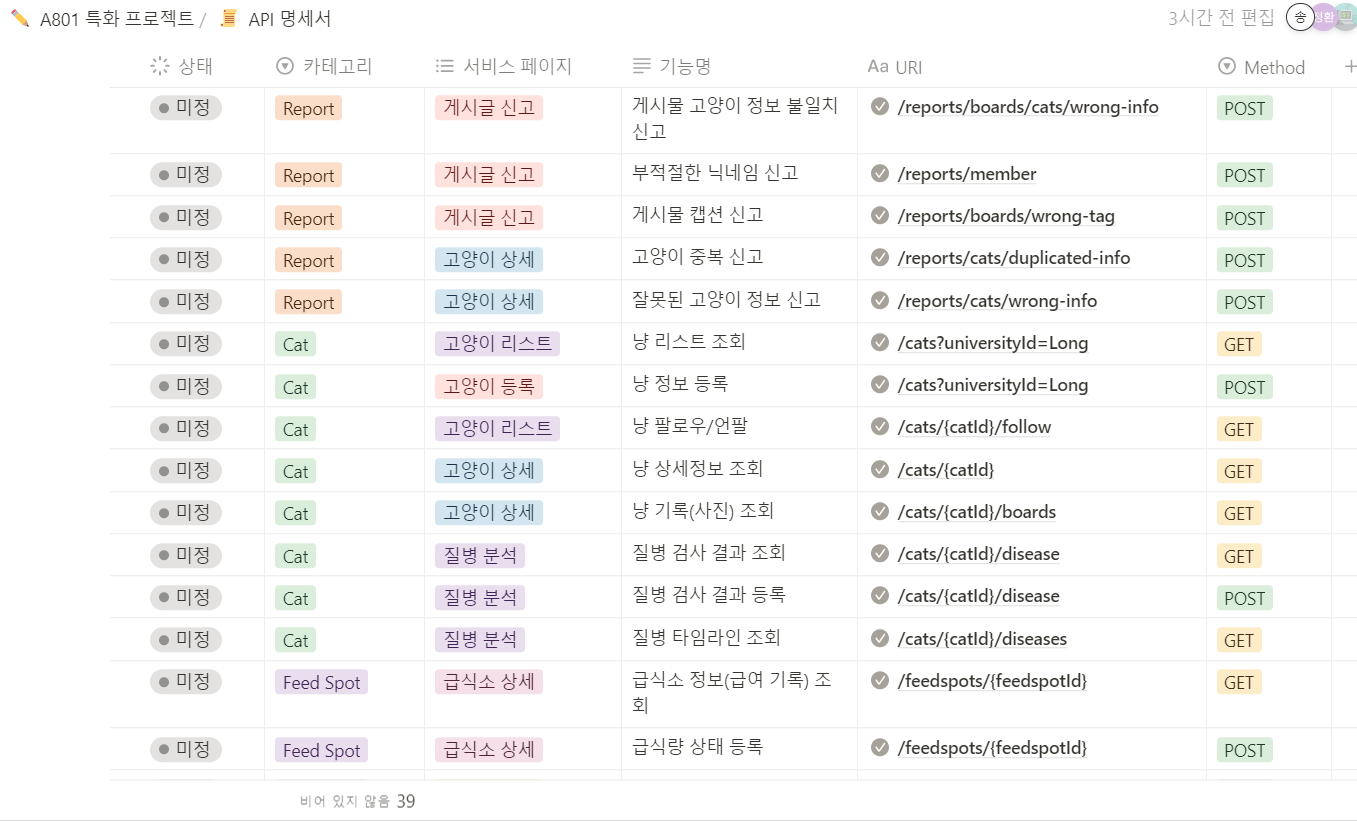 A801 특화 프로젝트 / API 명세서 3시간 전 편집 송 정환
상태 카테고리 서비스 페이지 기능명 Aa URI Method +
미정 Report 게시글 신고 게시물 고양이 정보 불일치 /reports/boards/cats/wrong-info POST
신고
미정 Report 게시글 신고 부적절한 닉네임 신고 /reports/member POST
미정 Report 게시글 신고 게시물 캡션 신고 /reports/boards/wrong-tag POST
미정 Report 고양이 상세 고양이 중복 신고 /reports/cats/duplicated-info POST
미정 Report 고양이 상세 잘못된 고양이 정보 신고 /reports/cats/wrong-info POST
미정 Cat 고양이 리스트 냥 리스트 조회 /cats?universityId=Long GET
미정 Cat 고양이 등록 냥 정보 등록 /cats?universityId=Long POST
미정 Cat 고양이 리스트 냥 팔로우/언팔 /cats/{catId}/follow GET
미정 Cat 고양이 상세 냥 상세정보 조회 /cats/{catId} GET
미정 Cat 고양이 상세 냥 기록(사진) 조회 /cats/{catId}/boards GET
미정 Cat 질병 분석 질병 검사 결과 조회 /cats/{catId}/disease GET
미정 Cat 질병 분석 질병 검사 결과 등록 /cats/{catId}/disease POST
미정 Cat 질병 분석 질병 타임라인 조회 /cats/{catId}/diseases GET
미정 Feed Spot 급식소 상세 급식소 정보(급여 기록) 조 /feedspots/{feedspotId} GET
회
미정 Feed Spot 급식소 상세 급식량 상태 등록 /feedspots/{feedspotId} POST
비어 있지 않음 39